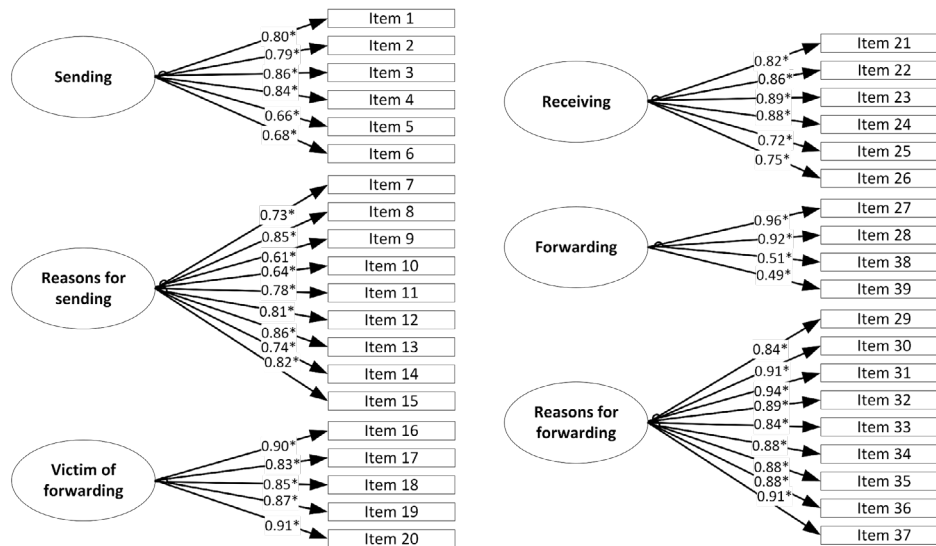 Sending
0.80*
0.79*
0.86*
0.84*
0.66*
0.68*
Item 1
Item 2
Item 3
Item 4
Item 5
Item 6
Reasons for
sending
0.73*
0.85*
0.61*
0.64*
0.78*
0.81*
0.86*
0.74*
0.82*
Item 7
Item 8
Item 9
Item 10
Item 11
Item 12
Item 13
Item 14
Item 15
Victim of
forwarding
0.90*
0.83*
0.85*
0.87*
0.91*
Item 16
Item 17
Item 18
Item 19
Item 20
Receiving
0.82*
0.86*
0.89*
0.88*
0.72*
0.75*
Item 21
Item 22
Item 23
Item 24
Item 25
Item 26
Forwarding
0.96*
0.92*
0.51*
0.49*
Item 27
Item 28
Item 38
Item 39
Reasons for
forwarding
0.84*
0.91*
0.94*
0.89*
0.84*
0.88*
0.88*
0.88*
0.91*
Item 29
Item 30
Item 31
Item 32
Item 33
Item 34
Item 35
Item 36
Item 37